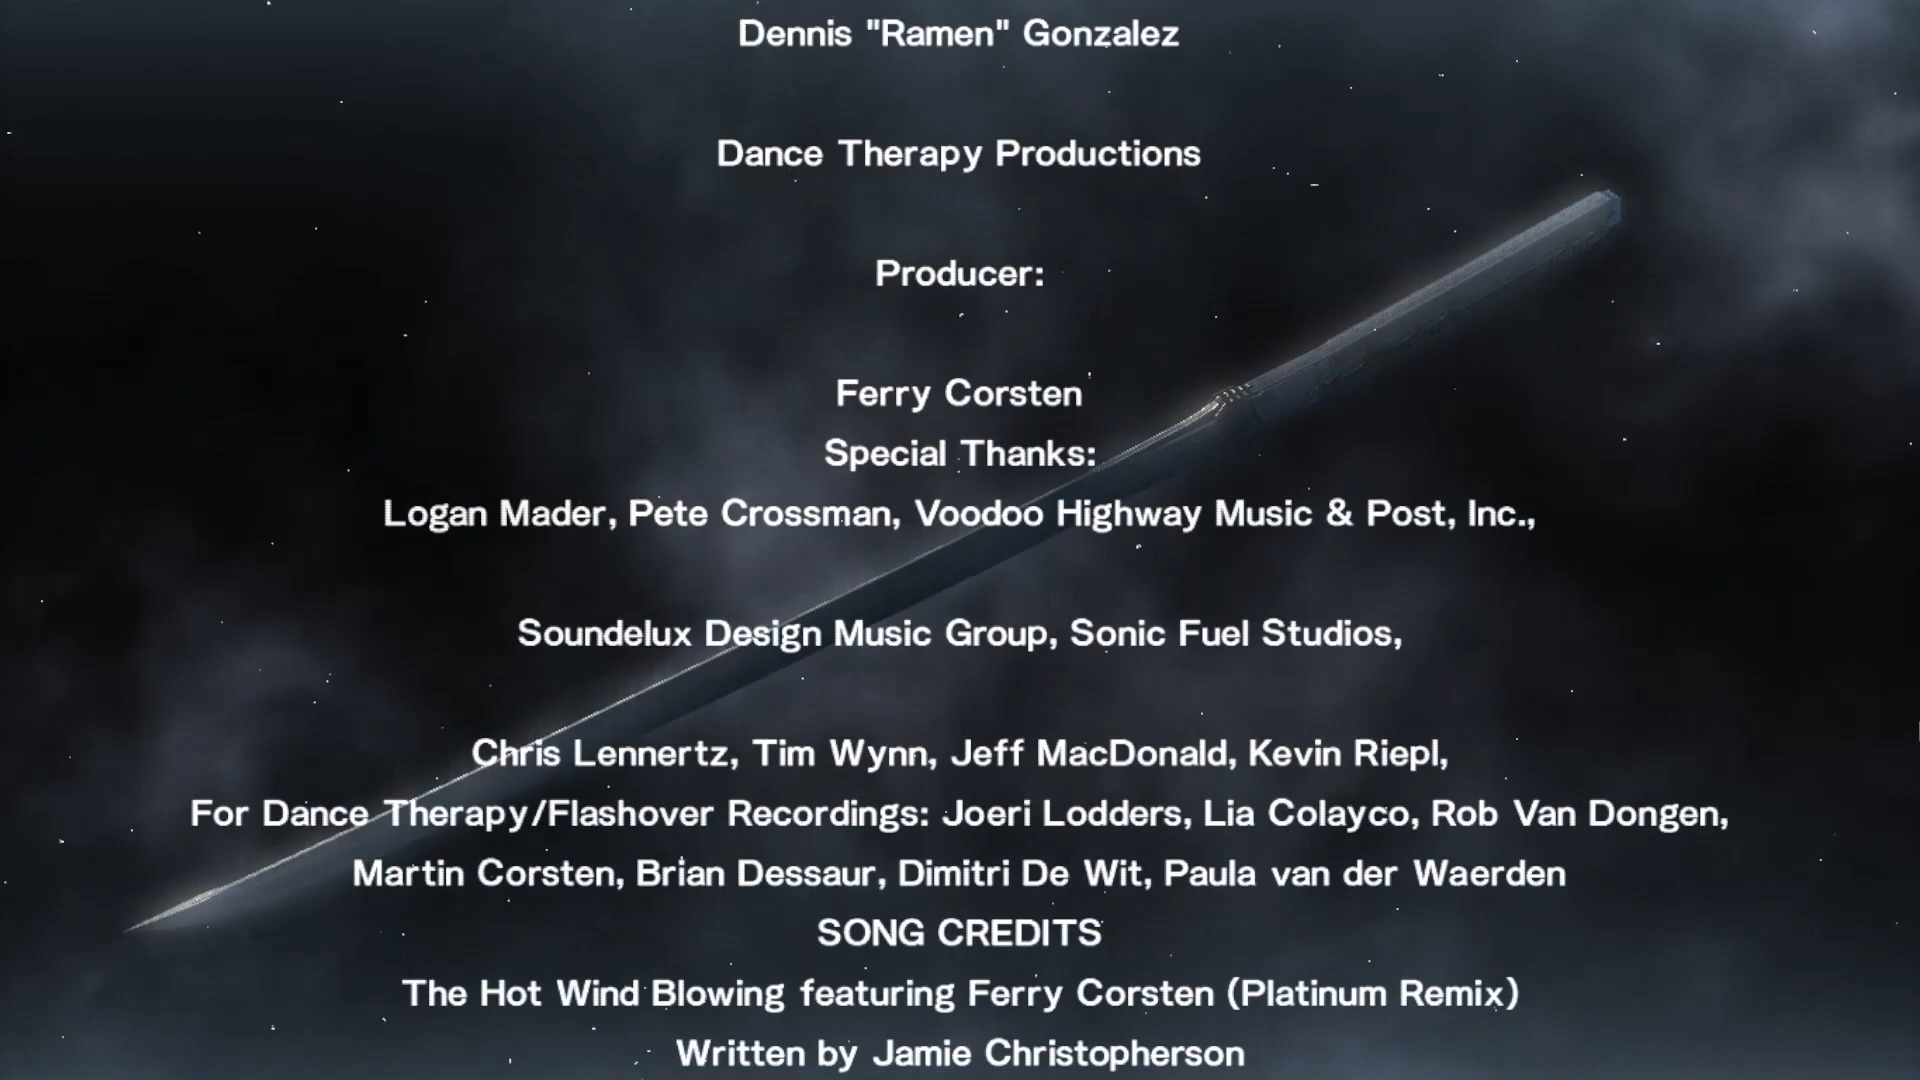 Dennis "Ramen" Gonzalez
Dance Therapy Productions
Producer:
Ferry Corsten
Special Thanks:
Logan Mader, Pete Crossman, Voodoo Highway Music & Post, Inc.,
Soundelux Design Music Group, Sonic Fuel Studios,
Chris Lennertz, Tim Wynn, Jeff MacDonald, Kevin Riepl,
For Dance Therapy/Flashover Recordings: Joeri Lodders, Lia Colayco, Rob Van Dongen,
Martin Corsten, Brian Dessaur, Dimitri De Wit, Paula van der Waerden
SONG CREDITS
The Hot Wind Blowing featuring Ferry Corsten (Platinum Remix)
Written by Jamie Christopherson